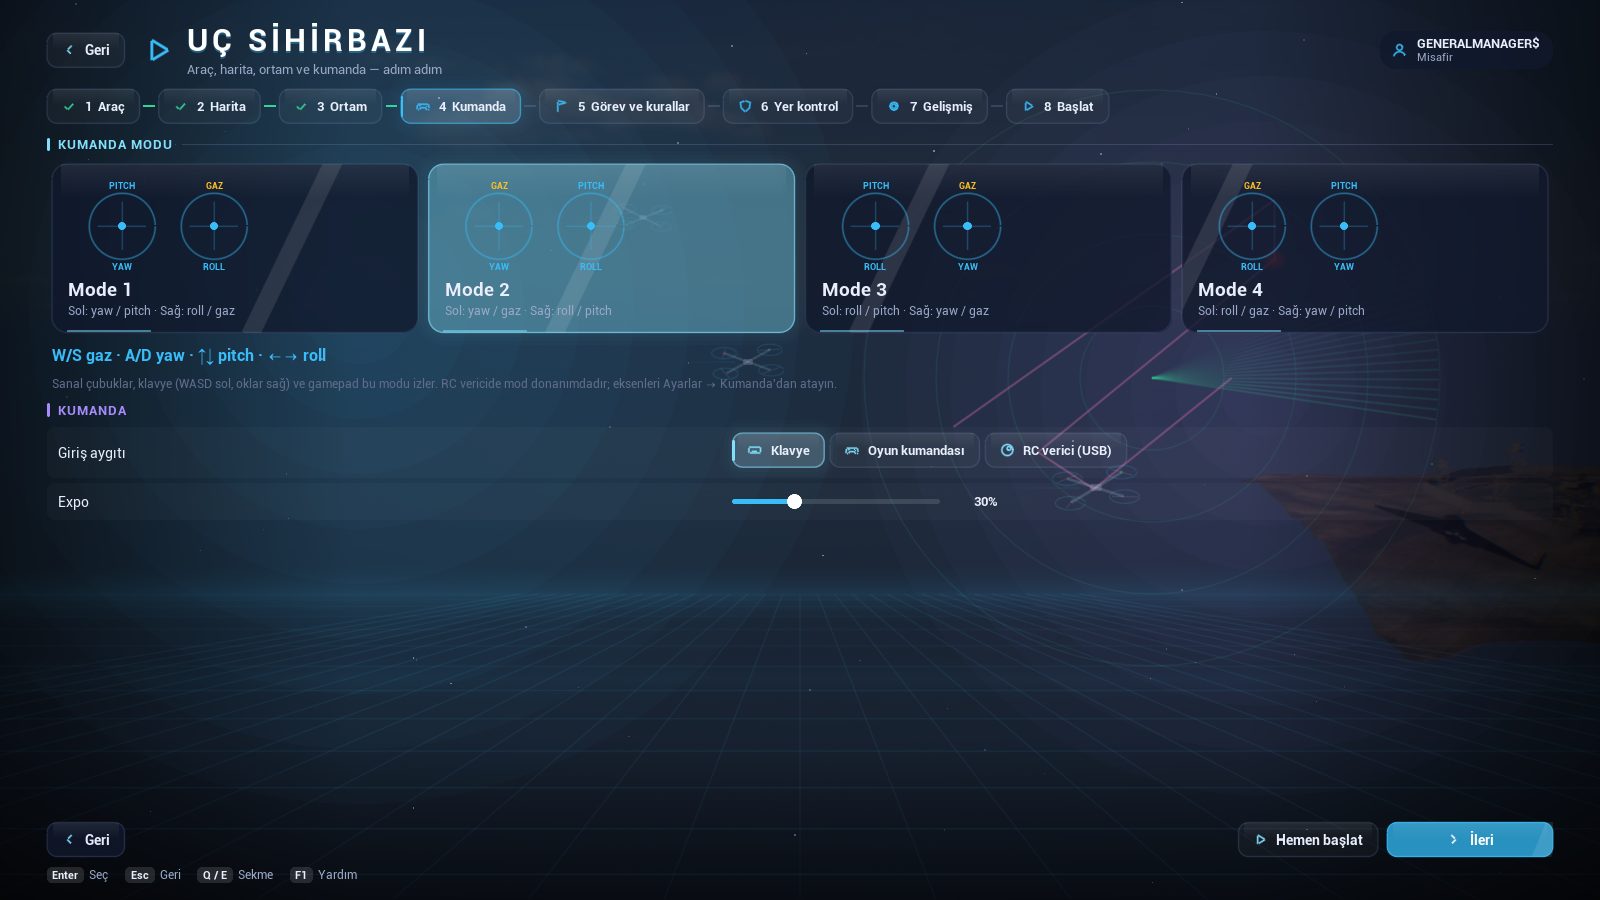 Geri
UÇ SİHİRBAZI
Araç, harita, ortam ve kumanda — adım adım
GENERALMANAGER$
Misafir
1 Araç
2 Harita
3 Ortam
4 Kumanda
5 Görev ve kurallar
6 Yer kontrol
7 Gelişmiş
8 Başlat
KUMANDA MODU
PITCH GAZ
YAW ROLL
Mode 1
Sol: yaw / pitch · Sağ: roll / gaz
GAZ PITCH
YAW ROLL
Mode 2
Sol: yaw / gaz · Sağ: roll / pitch
PITCH GAZ
ROLL YAW
Mode 3
Sol: roll / pitch · Sağ: yaw / gaz
GAZ PITCH
ROLL YAW
Mode 4
Sol: roll / gaz · Sağ: yaw / pitch
W/S gaz · A/D yaw · ↑↓ pitch · ←→ roll
Sanal çubuklar, klavye (WASD sol, oklar sağ) ve gamepad bu modu izler. RC vericide mod donanımdadır; eksenleri Ayarlar → Kumanda'dan atayın.
KUMANDA
Giriş aygıtı
Klavye
Oyun kumandası
RC verici (USB)
Expo
30%
Geri
Hemen başlat
İleri
Enter Seç Esc Geri Q / E Sekme F1 Yardım